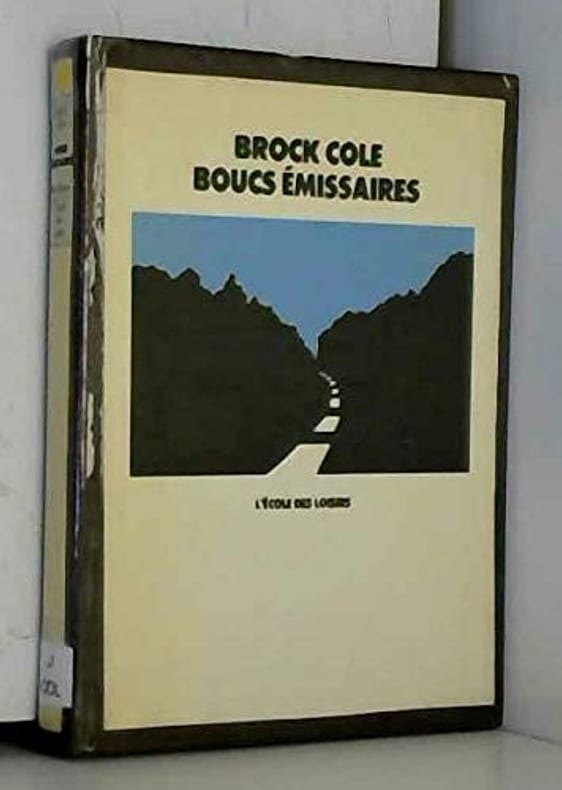 BROCK COLE
BOUCS ÉMISSAIRES
L'ÉCOLE DES LOISIRS
J
COL